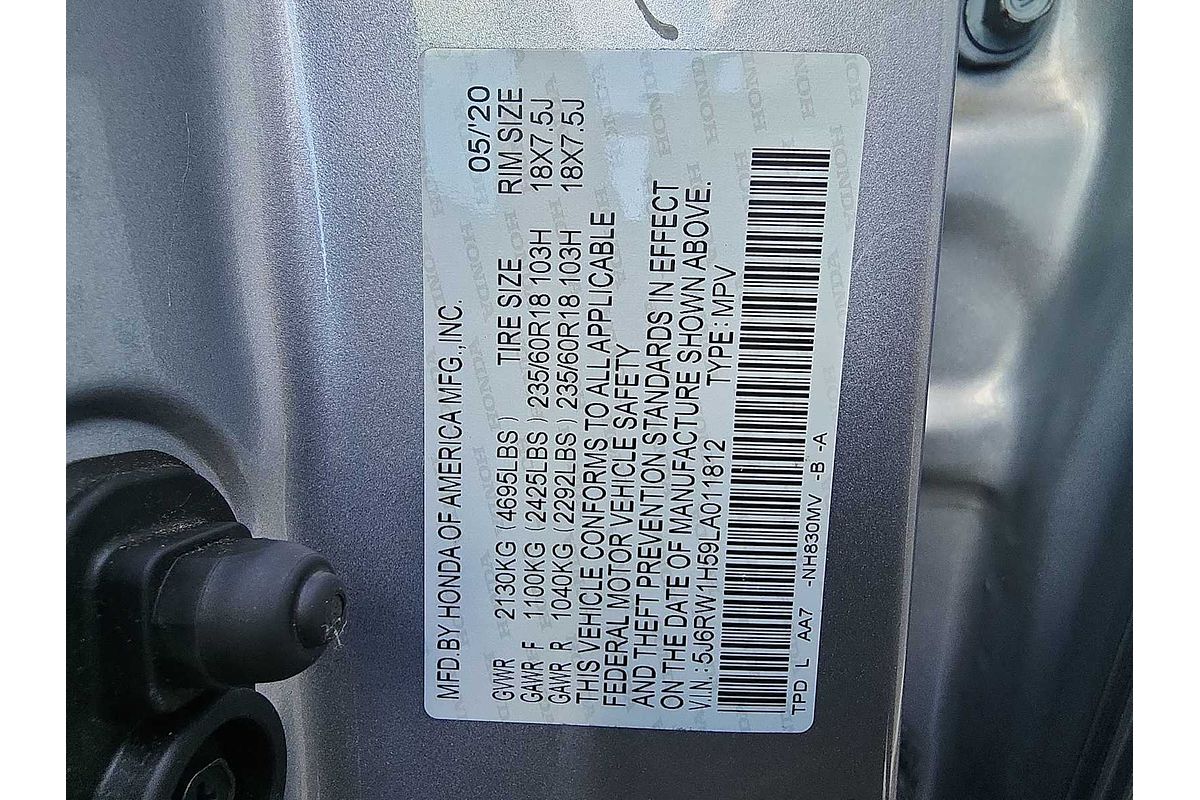 MFD.BY HONDA OF AMERICA MFG.,INC. 05/'20
GVWR 2130KG (4695LBS) TIRE SIZE RIM SIZE
GAWR F 1100KG (2425LBS) 235/60R18 103H 18X7.5J
GAWR R 1040KG (2292LBS) 235/60R18 103H 18X7.5J
THIS VEHICLE CONFORMS TO ALL APPLICABLE
FEDERAL MOTOR VEHICLE SAFETY
AND THEFT PREVENTION STANDARDS IN EFFECT
ON THE DATE OF MANUFACTURE SHOWN ABOVE.
V.I.N.: 5J6RW1H59LA011812 TYPE: MPV
TPD L AA7 -NH830MV -B -A